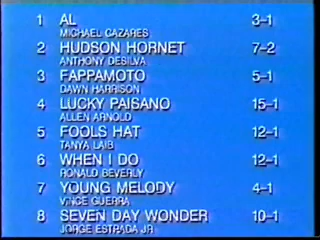 1 AL 3-1
MICHAEL CAZARES
2 HUDSON HORNET 7-2
ANTHONY DESILVA
3 FAPPAMOTO 5-1
DAWN HARRISON
4 LUCKY PAISANO 15-1
ALLEN ARNOLD
5 FOOLS HAT 12-1
TANYA LAIB
6 WHEN I DO 12-1
RONALD BEVERLY
7 YOUNG MELODY 4-1
VINCE GUERRA
8 SEVEN DAY WONDER 10-1
JORGE ESTRADA JR